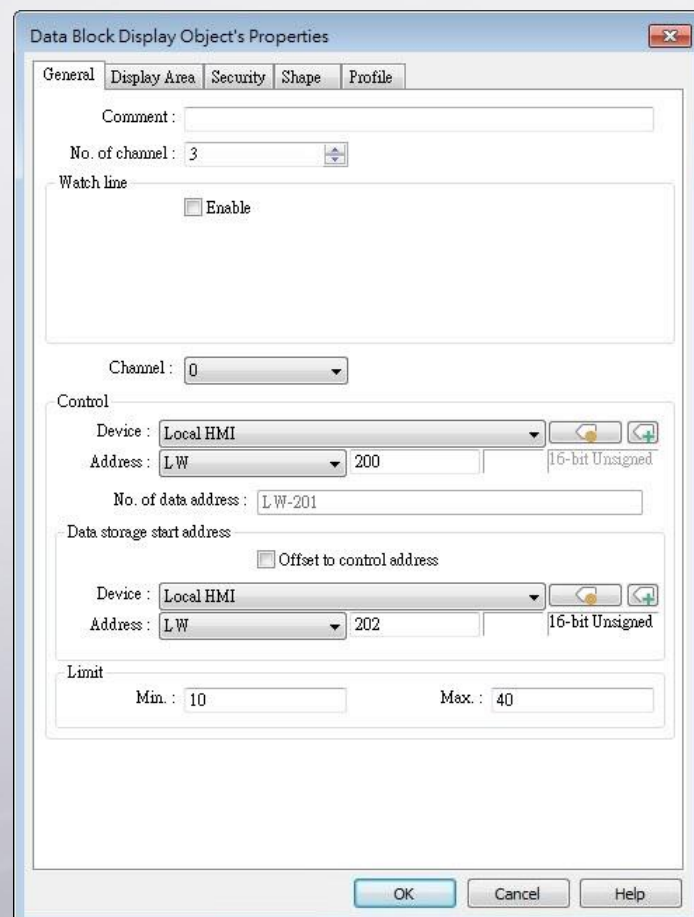 Data Block Display Object's Properties
General Display Area Security Shape Profile
Comment :
No. of channel : 3
Watch line
Enable
Channel : 0
Control
Device : Local HMI
Address : LW 200 16-bit Unsigned
No. of data address : LW-201
Data storage start address
Offset to control address
Device : Local HMI
Address : LW 202 16-bit Unsigned
Limit
Min. : 10 Max. : 40
OK Cancel Help